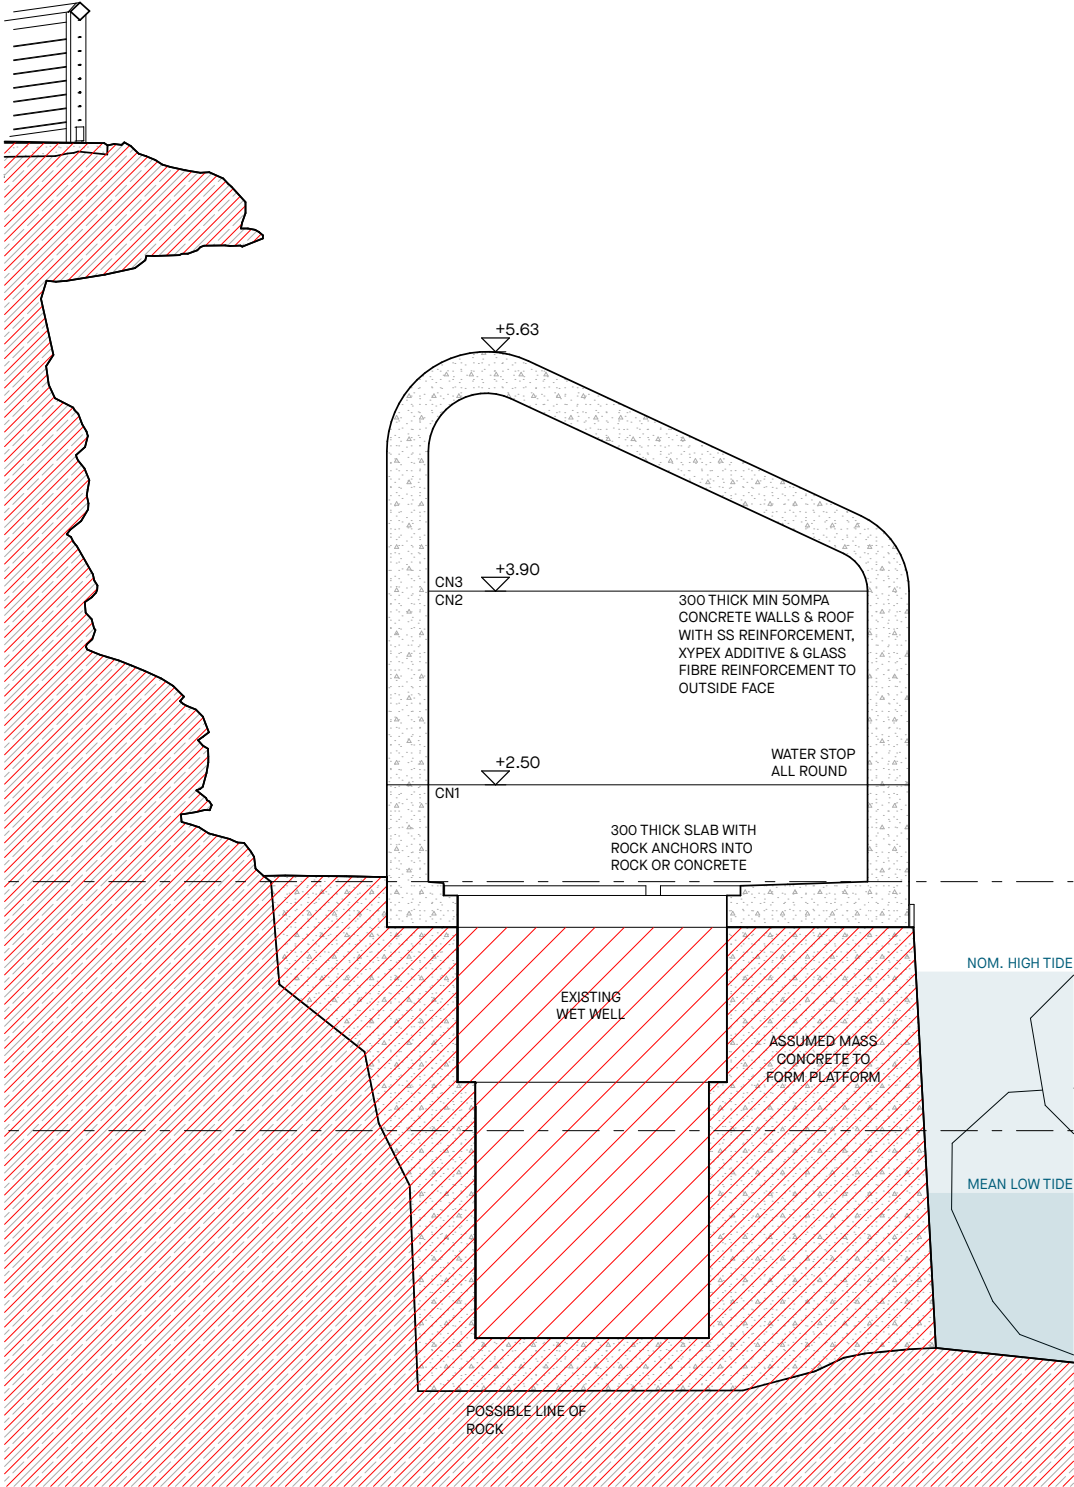 +5.63
+3.90
CN3
CN2
300 THICK MIN 50MPA
CONCRETE WALLS & ROOF
WITH SS REINFORCEMENT,
XYPEX ADDITIVE & GLASS
FIBRE REINFORCEMENT TO
OUTSIDE FACE
WATER STOP
ALL ROUND
+2.50
CN1
300 THICK SLAB WITH
ROCK ANCHORS INTO
ROCK OR CONCRETE
NOM. HIGH TIDE
EXISTING
WET WELL
ASSUMED MASS
CONCRETE TO
FORM PLATFORM
MEAN LOW TIDE
POSSIBLE LINE OF
ROCK